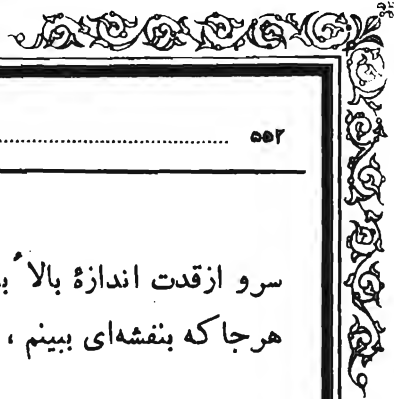 ۵۵۲
سرو ازقدت اندازهٔ بالا
هرجا که بنفشه‌ای ببینم ،